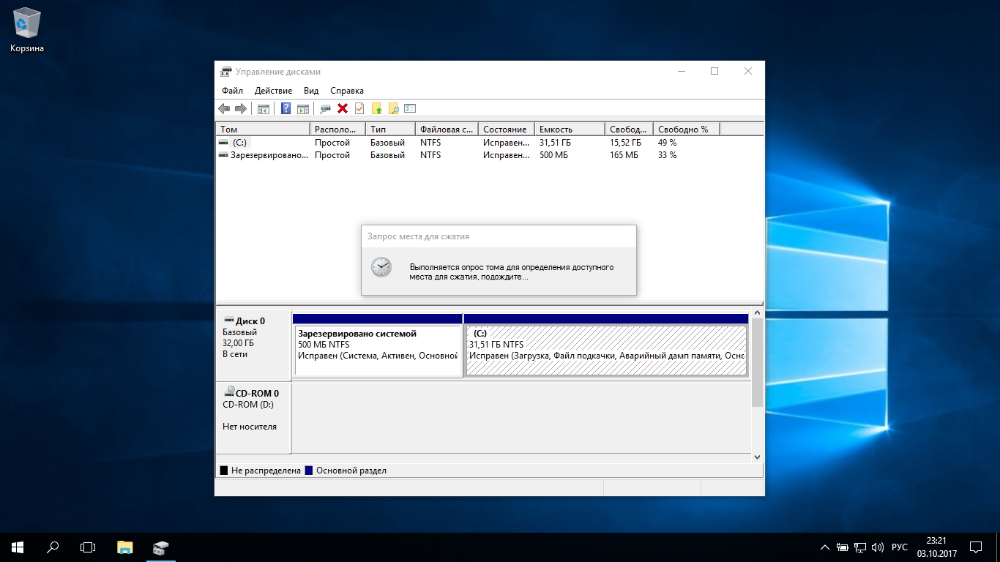 Корзина
Управление дисками
Файл Действие Вид Справка
Том Располо... Тип Файловая с... Состояние Емкость Свобод... Свободно %
(C:) Простой Базовый NTFS Исправен... 31,51 ГБ 15,52 ГБ 49 %
Зарезервировано... Простой Базовый NTFS Исправен... 500 МБ 165 МБ 33 %
Запрос места для сжатия
Выполняется опрос тома для определения доступного
места для сжатия, подождите...
Диск 0
Базовый
32,00 ГБ
В сети
Зарезервировано системой
500 МБ NTFS
Исправен (Система, Активен, Основной
(C:)
31,51 ГБ NTFS
Исправен (Загрузка, Файл подкачки, Аварийный дамп памяти, Осно
CD-ROM 0
CD-ROM (D:)
Нет носителя
Не распределена Основной раздел
РУС
23:21
03.10.2017